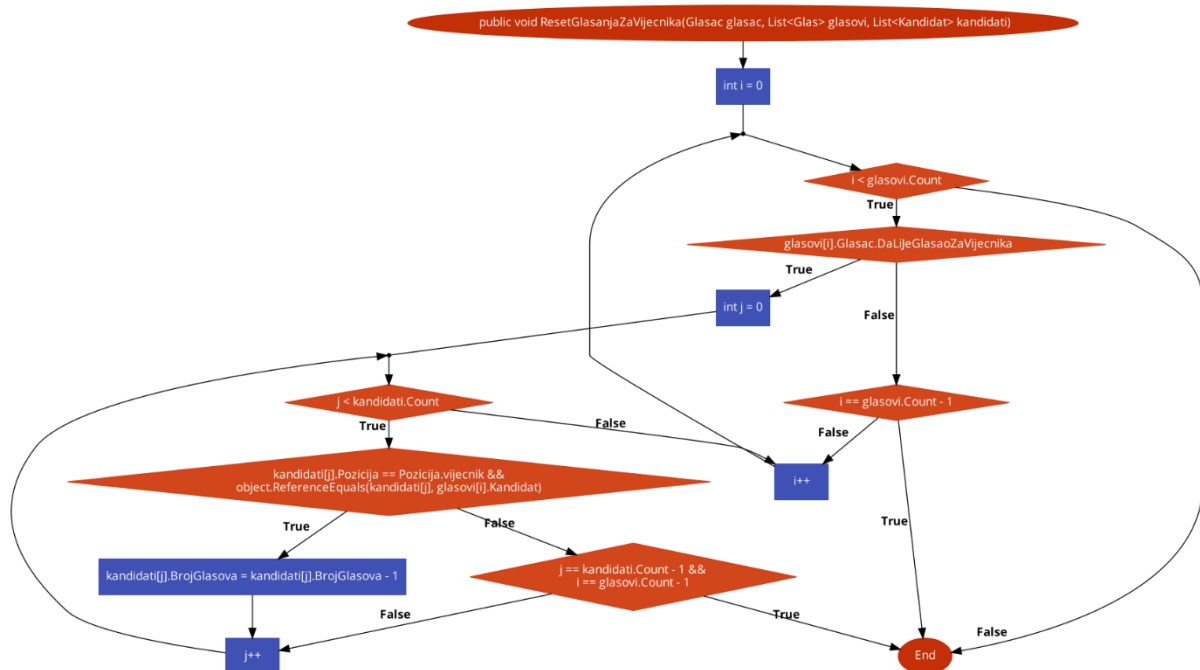 public void ResetGlasanjaZaVijecnika(Glasac glasac, List<Glas> glasovi, List<Kandidat> kandidati)
int i = 0
i < glasovi.Count
True
glasovi[i].Glasac.DaLiJeGlasaoZaVijecnika
True
int j = 0
False
j < kandidati.Count
i == glasovi.Count - 1
True
False
False
kandidati[j].Pozicija == Pozicija.vijecnik &&
object.ReferenceEquals(kandidati[j], glasovi[i].Kandidat)
i++
True
False
True
kandidati[j].BrojGlasova = kandidati[j].BrojGlasova - 1
j == kandidati.Count - 1 &&
i == glasovi.Count - 1
False
True
False
j++
End